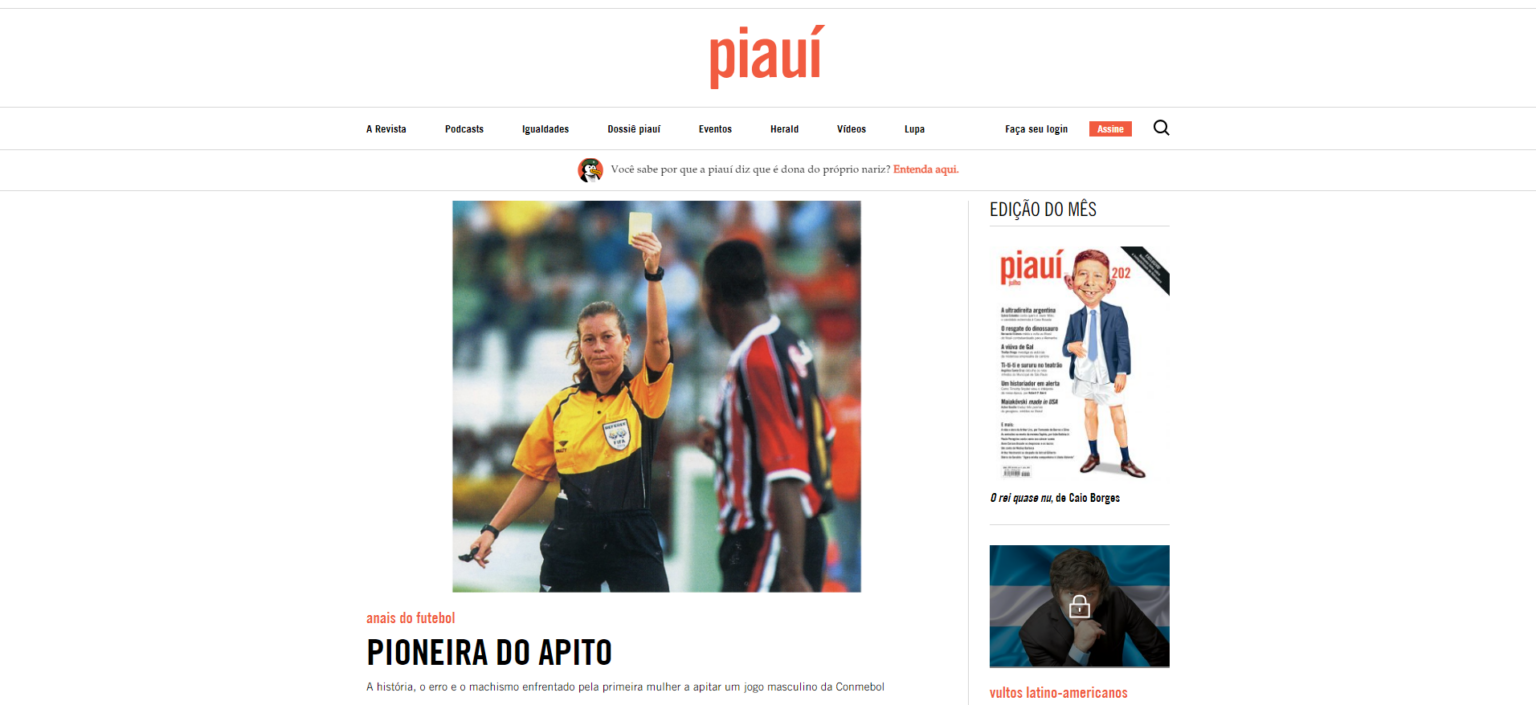 piauí
A Revista Podcasts Igualdades Dossiê piauí Eventos Herald Vídeos Lupa Faça seu login Assine
Você sabe por que a piauí diz que é dona do próprio nariz? Entenda aqui.
anais do futebol
PIONEIRA DO APITO
A história, o erro e o machismo enfrentado pela primeira mulher a apitar um jogo masculino da Conmebol
EDIÇÃO DO MÊS
piauí 202
julho
A ultradireita argentina
O resgate do dinossauro
A viúva de Gal
Ti-ti-ti e sururu no teatrão
Um historiador em alerta
Maiakóvski made in USA
E mais
O rei quase nu, de Caio Borges
vultos latino-americanos